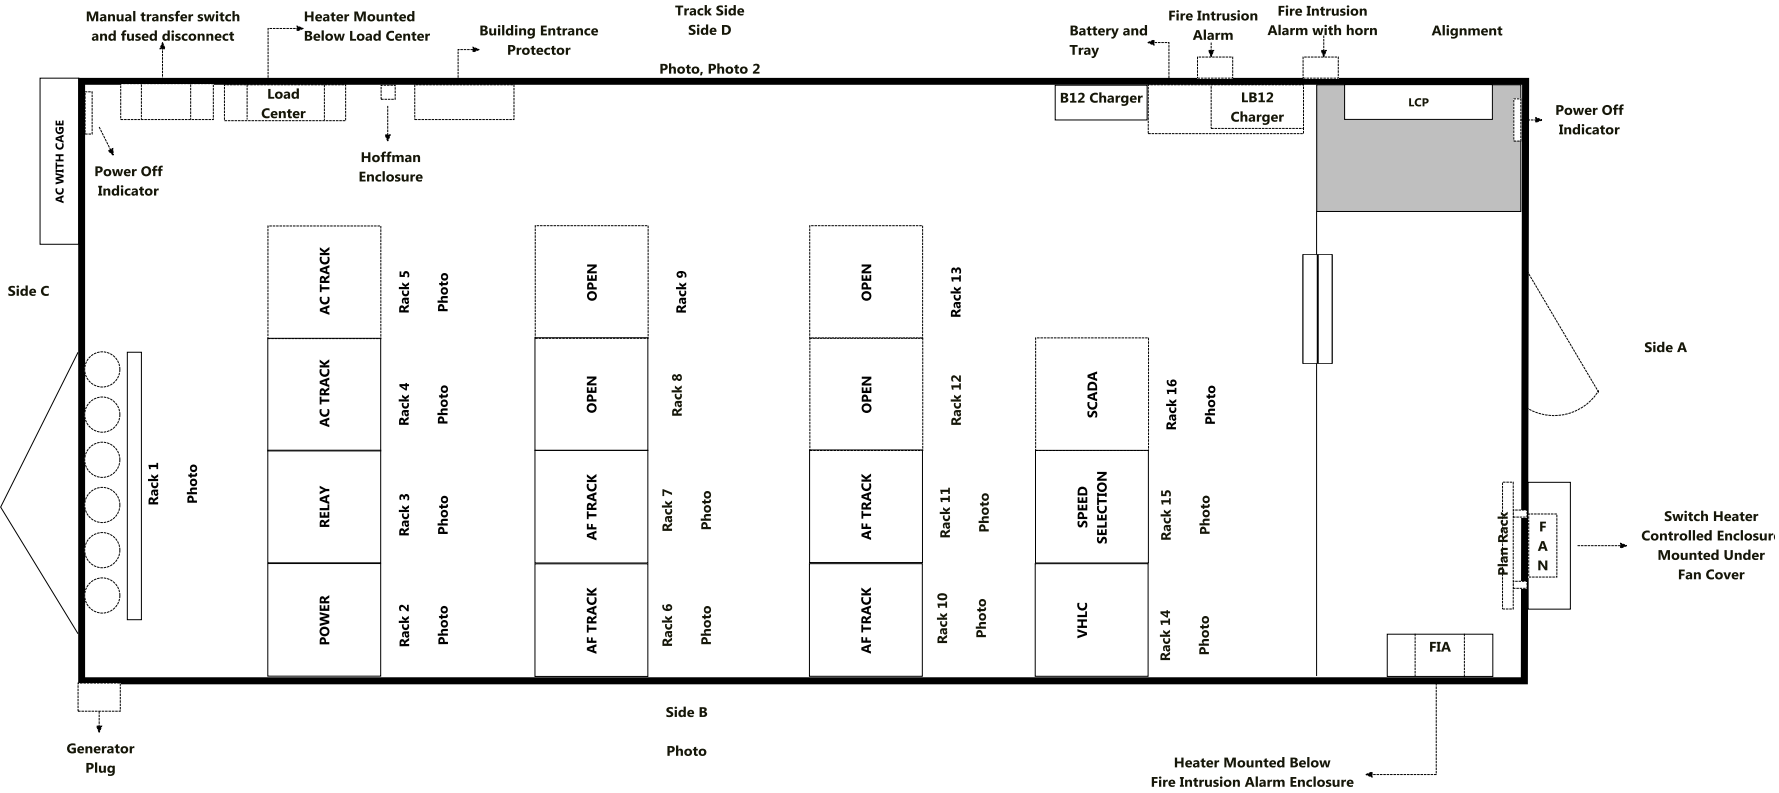 Manual transfer switch
and fused disconnect
Heater Mounted
Below Load Center
Building Entrance
Protector
Track Side
Side D
Photo, Photo 2
Battery and
Tray
Fire Intrusion
Alarm
Fire Intrusion
Alarm with horn
Alignment
AC WITH CAGE
Load
Center
B12 Charger
LB12
Charger
LCP
Power Off
Indicator
Hoffman
Enclosure
Power Off
Indicator
Side C
AC TRACK
Rack 5
Photo
OPEN
Rack 9
OPEN
Rack 13
Side A
AC TRACK
Rack 4
Photo
OPEN
Rack 8
OPEN
Rack 12
SCADA
Rack 16
Photo
Rack 1
Photo
RELAY
Rack 3
Photo
AF TRACK
Rack 7
Photo
AF TRACK
Rack 11
Photo
SPEED
SELECTION
Rack 15
Photo
Plan Rack
F
A
N
Switch Heater
Controlled Enclosure
Mounted Under
Fan Cover
POWER
Rack 2
Photo
AF TRACK
Rack 6
Photo
AF TRACK
Rack 10
Photo
VHLC
Rack 14
Photo
FIA
Side B
Photo
Generator
Plug
Heater Mounted Below
Fire Intrusion Alarm Enclosure